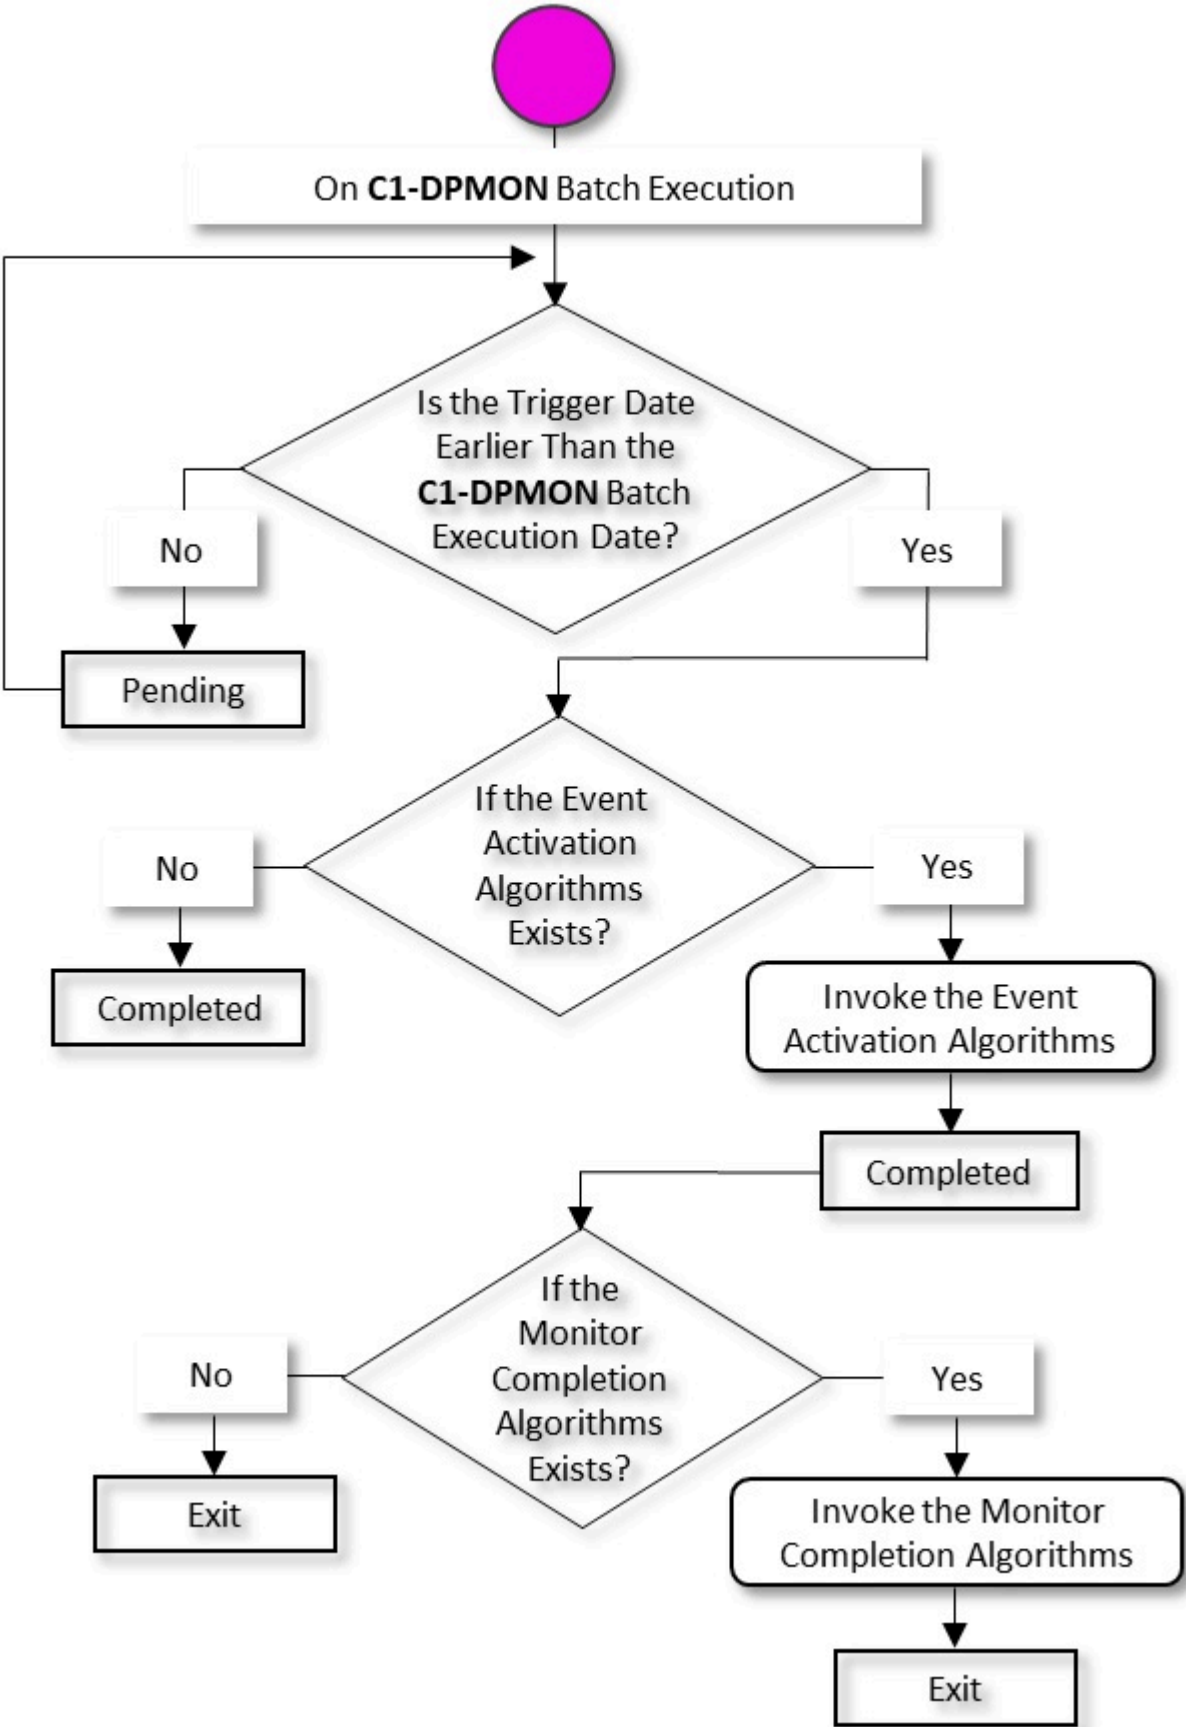 On C1-DPMON Batch Execution
Is the Trigger Date
Earlier Than the
C1-DPMON Batch
Execution Date?
No
Yes
Pending
If the Event
Activation
Algorithms
Exists?
No
Yes
Completed
Invoke the Event
Activation Algorithms
Completed
If the
Monitor
Completion
Algorithms
Exists?
No
Yes
Exit
Invoke the Monitor
Completion Algorithms
Exit